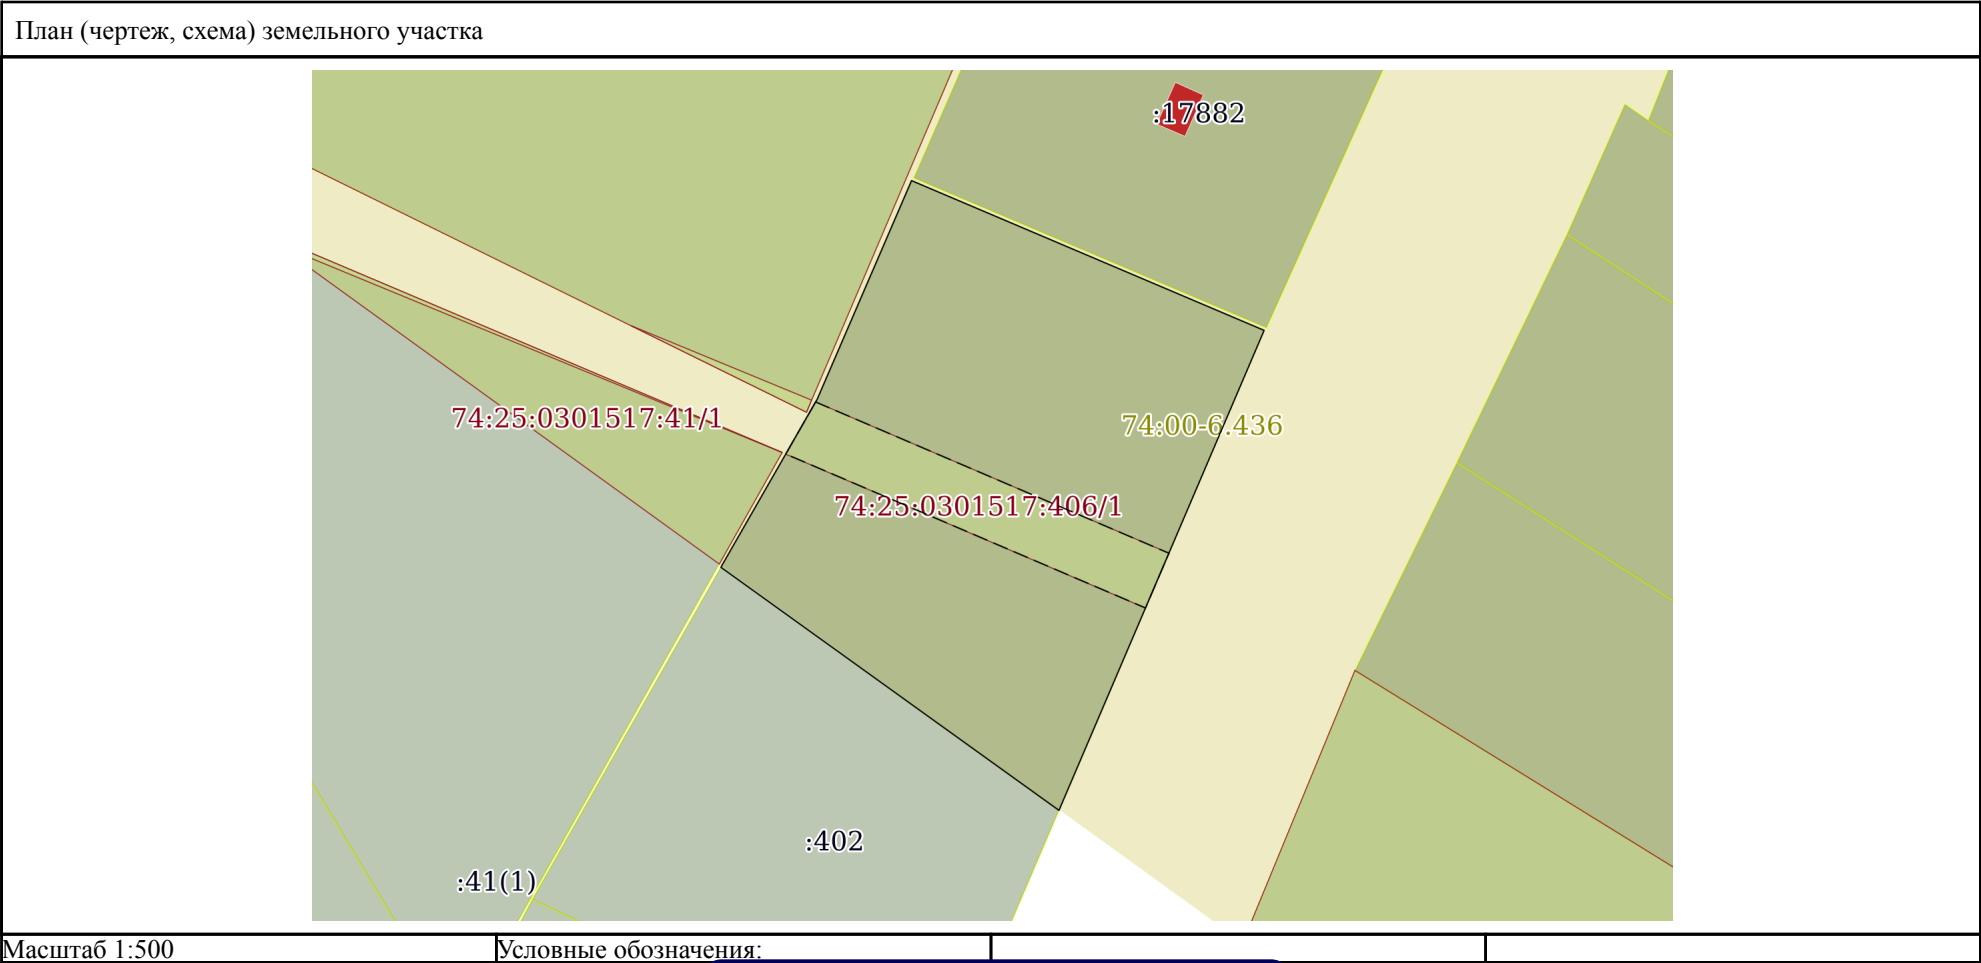 План (чертеж, схема) земельного участка
:17882
74:25:0301517:41/1
74:00-6.436
74:25:0301517:406/1
:402
:41(1)
Масштаб 1:500
Условные обозначения: